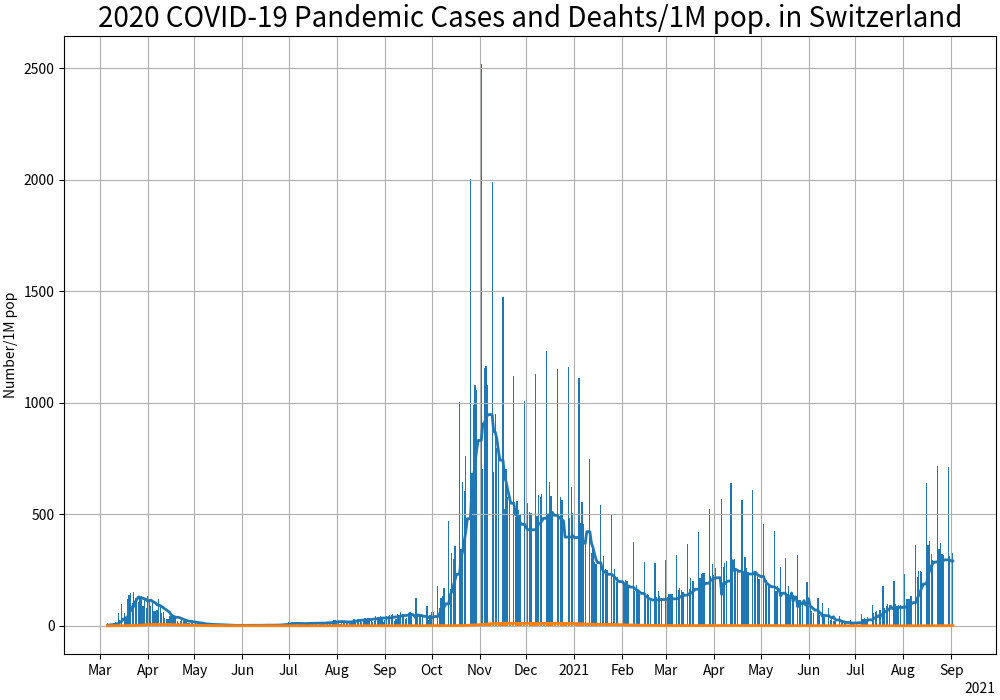 2020 COVID-19 Pandemic Cases and Deahts/1M pop. in Switzerland
Number/1M pop
2500
2000
1500
1000
500
0
Mar Apr May Jun Jul Aug Sep Oct Nov Dec 2021 Feb Mar Apr May Jun Jul Aug Sep
2021